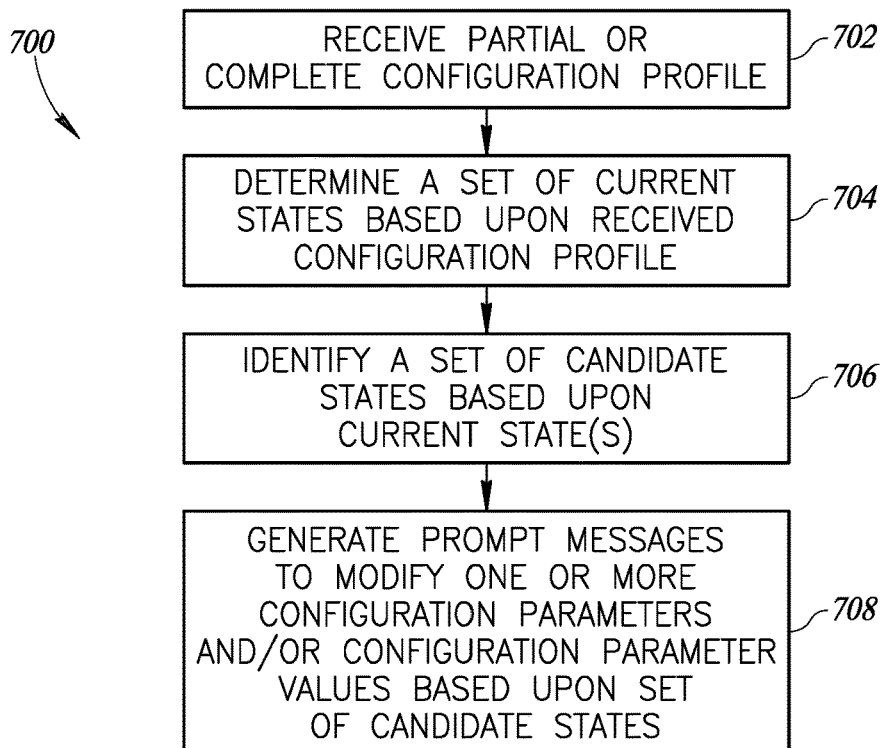 700
RECEIVE PARTIAL OR
COMPLETE CONFIGURATION PROFILE
702
DETERMINE A SET OF CURRENT
STATES BASED UPON RECEIVED
CONFIGURATION PROFILE
704
IDENTIFY A SET OF CANDIDATE
STATES BASED UPON
CURRENT STATE(S)
706
GENERATE PROMPT MESSAGES
TO MODIFY ONE OR MORE
CONFIGURATION PARAMETERS
AND/OR CONFIGURATION PARAMETER
VALUES BASED UPON SET
OF CANDIDATE STATES
708